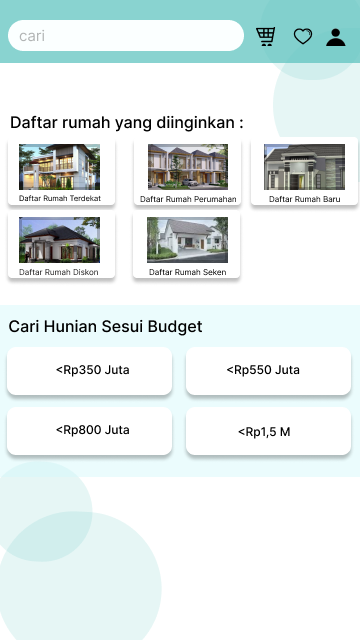 cari
Daftar rumah yang diinginkan :
Daftar Rumah Terdekat
Daftar Rumah Perumahan
Daftar Rumah Baru
Daftar Rumah Diskon
Daftar Rumah Seken
Cari Hunian Sesui Budget
<Rp350 Juta
<Rp550 Juta
<Rp800 Juta
<Rp1,5 M